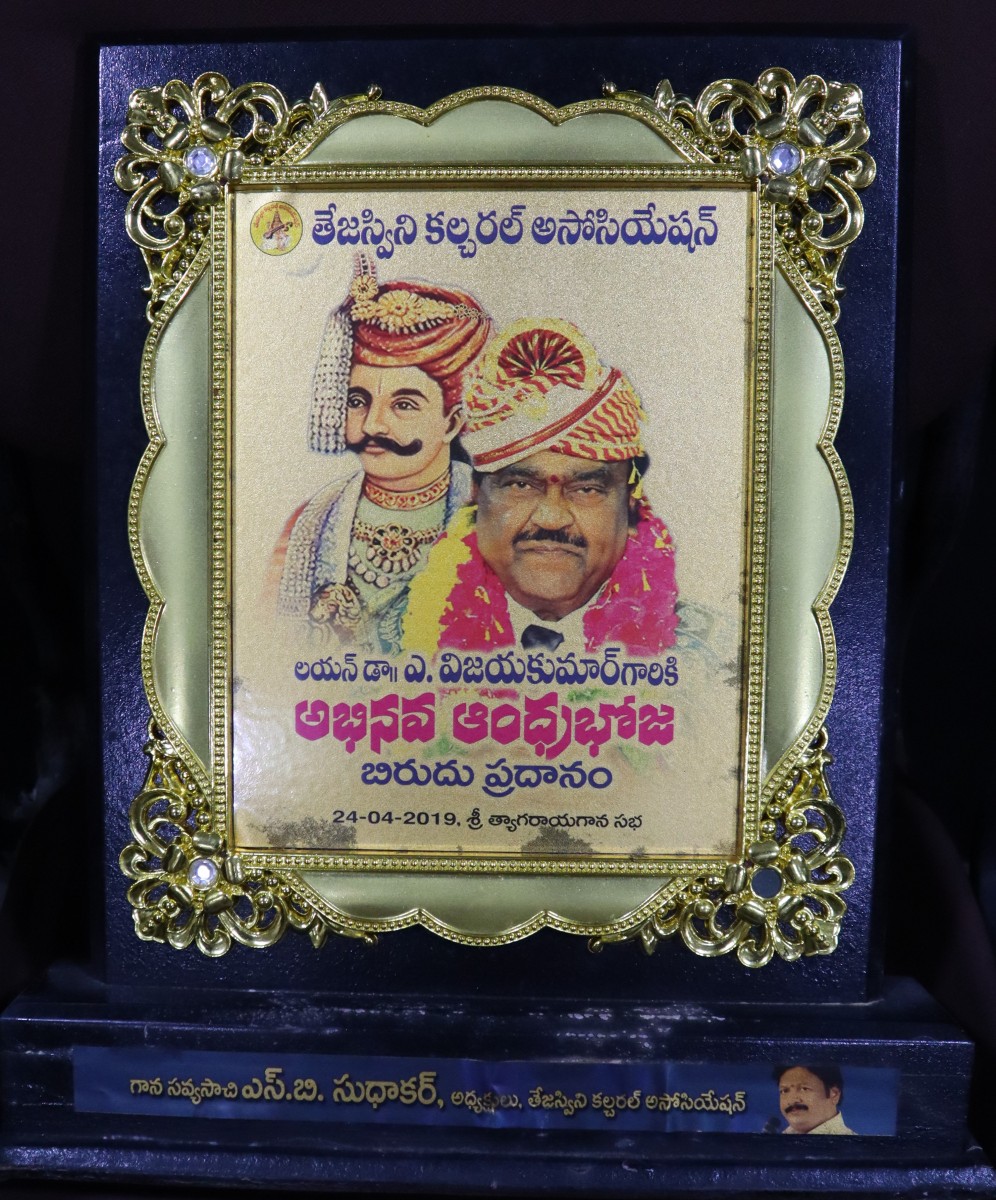 తేజస్విని కల్చరల్ అసోసియేషన్
లయన్ డా॥ ఎ. విజయకుమార్‌గారికి
అభినవ ఆంధ్రభోజ
బిరుదు ప్రదానం
24-04-2019, శ్రీ త్యాగరాయగాన సభ
గాన సవ్యసాచి ఎస్.బి. సుధాకర్, అధ్యక్షులు, తేజస్విని కల్చరల్ అసోసియేషన్